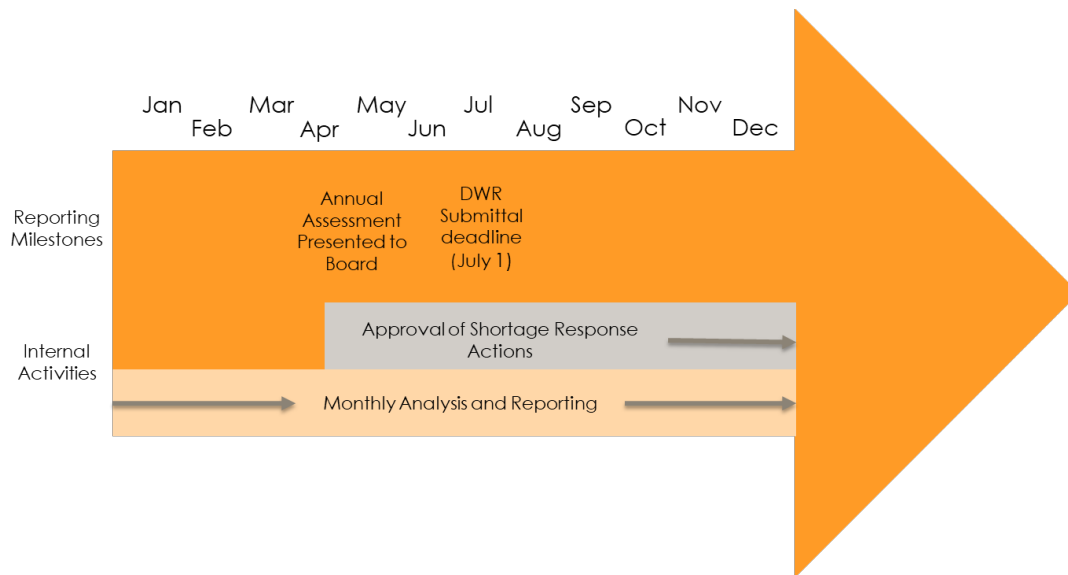 Jan Mar May Jul Sep Nov
Feb Apr Jun Aug Oct Dec
Reporting
Milestones
Annual
Assessment
Presented to
Board
DWR
Submittal
deadline
(July 1)
Internal
Activities
Approval of Shortage Response
Actions
Monthly Analysis and Reporting